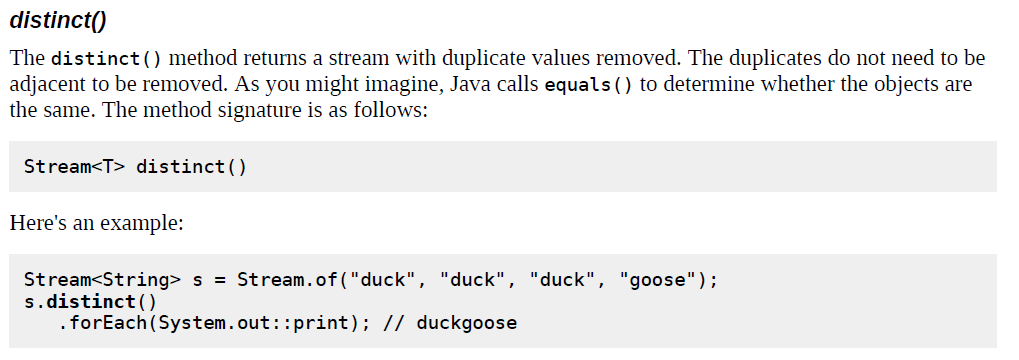 distinct()
The distinct() method returns a stream with duplicate values removed. The duplicates do not need to be
adjacent to be removed. As you might imagine, Java calls equals() to determine whether the objects are
the same. The method signature is as follows:
Stream<T> distinct()
Here's an example:
Stream<String> s = Stream.of("duck", "duck", "duck", "goose");
s.distinct()
   .forEach(System.out::print); // duckgoose